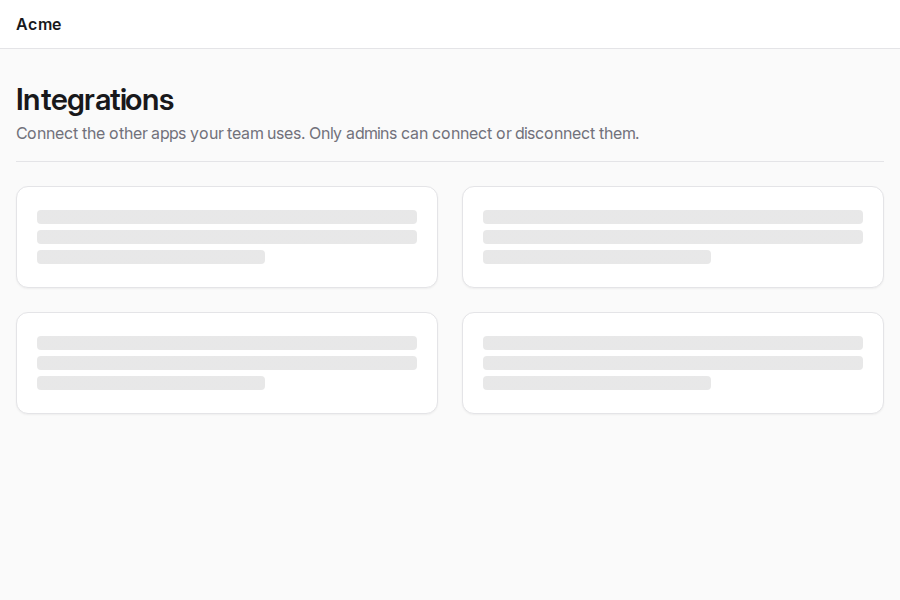 Acme
Integrations
Connect the other apps your team uses. Only admins can connect or disconnect them.